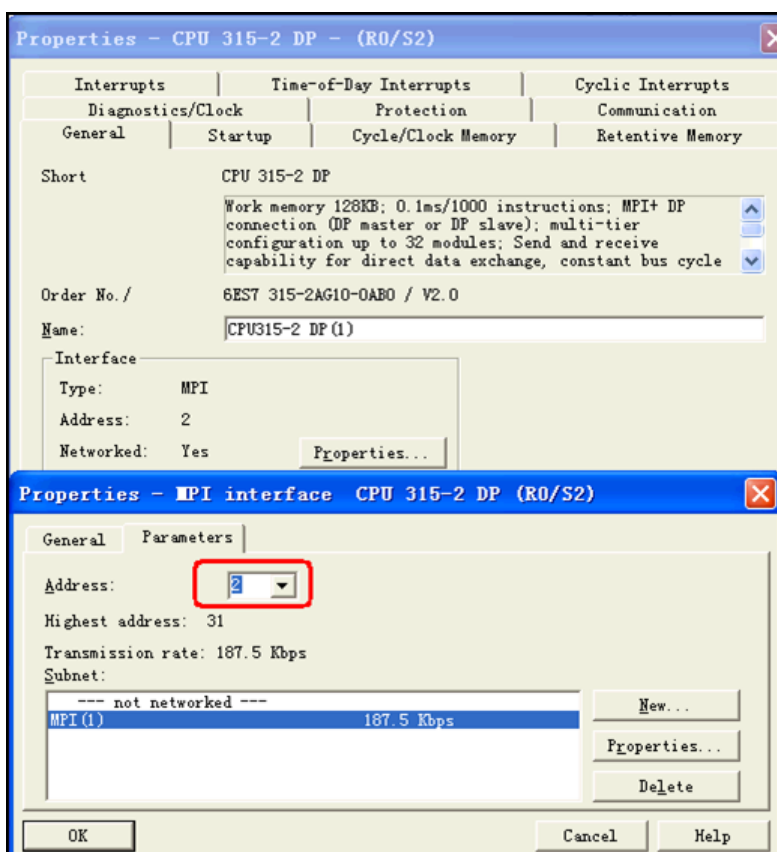 Properties - CPU 315-2 DP - (R0/S2)
Interrupts Time-of-Day Interrupts Cyclic Interrupts
Diagnostics/Clock Protection Communication
General Startup Cycle/Clock Memory Retentive Memory
Short CPU 315-2 DP
Work memory 128KB; 0.1ms/1000 instructions; MPI+ DP
connection (DP master or DP slave); multi-tier
configuration up to 32 modules; Send and receive
capability for direct data exchange, constant bus cycle
Order No./ 6ES7 315-2AG10-0AB0 / V2.0
Name: CPU315-2 DP(1)
Interface
Type: MPI
Address: 2
Networked: Yes Properties...
Properties - MPI interface CPU 315-2 DP (R0/S2)
General Parameters
Address: 2
Highest address: 31
Transmission rate: 187.5 Kbps
Subnet:
--- not networked ---
MPI(1) 187.5 Kbps
New...
Properties...
Delete
OK Cancel Help